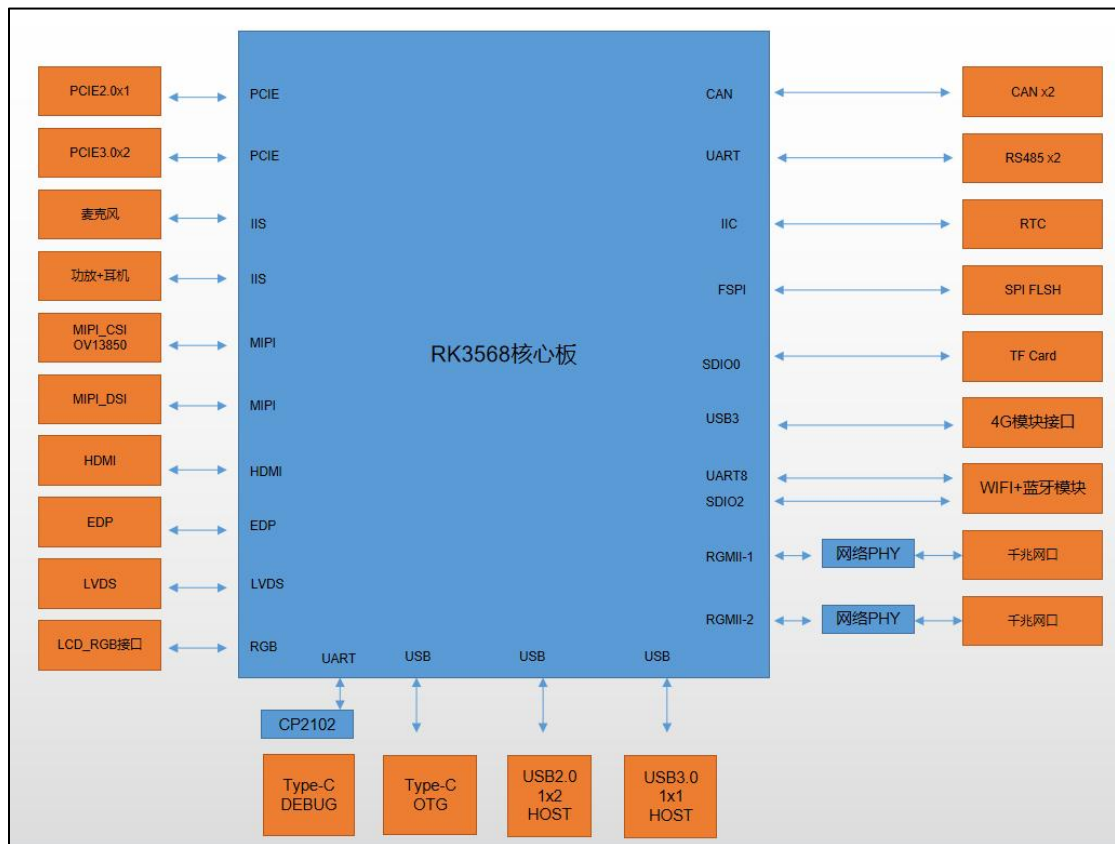 PCIE2.0x1
PCIE3.0x2
麦克风
功放+耳机
MIPI_CSI
OV13850
MIPI_DSI
HDMI
EDP
LVDS
LCD_RGB接口
PCIE
PCIE
IIS
IIS
MIPI
MIPI
HDMI
EDP
LVDS
RGB
RK3568核心板
CAN
UART
IIC
FSPI
SDIO0
USB3
UART8
SDIO2
RGMII-1
RGMII-2
网络PHY
网络PHY
CAN x2
RS485 x2
RTC
SPI FLSH
TF Card
4G模块接口
WIFI+蓝牙模块
千兆网口
千兆网口
UART
USB
USB
USB
CP2102
Type-C
DEBUG
Type-C
OTG
USB2.0
1x2
HOST
USB3.0
1x1
HOST